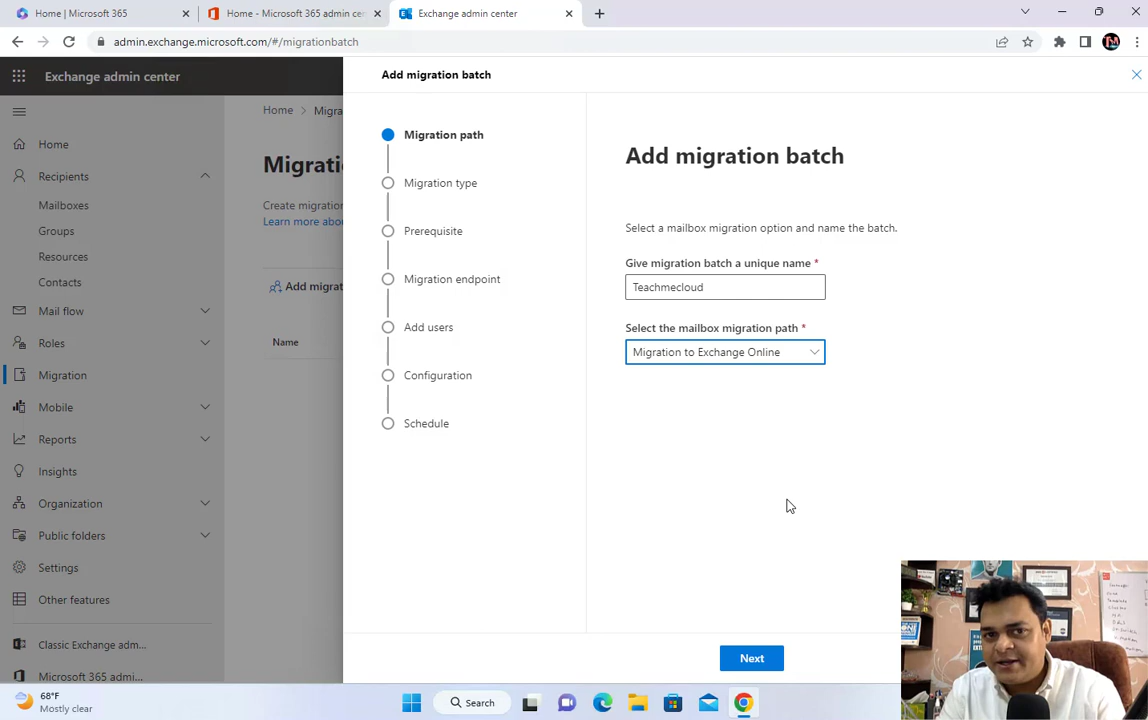 Home | Microsoft 365
Home - Microsoft 365 admin cen
Exchange admin center
admin.exchange.microsoft.com/#/migrationbatch
Exchange admin center
Home
Recipients
Mailboxes
Groups
Resources
Contacts
Mail flow
Roles
Migration
Mobile
Reports
Insights
Organization
Public folders
Settings
Other features
Classic Exchange adm...
Microsoft 365 admi...
Home > Migra
Migrati
Create migration
Learn more abou
Add migrat
Name
Add migration batch
Migration path
Migration type
Prerequisite
Migration endpoint
Add users
Configuration
Schedule
Add migration batch
Select a mailbox migration option and name the batch.
Give migration batch a unique name *
Teachmecloud
Select the mailbox migration path *
Migration to Exchange Online
Next
68°F
Mostly clear
Search